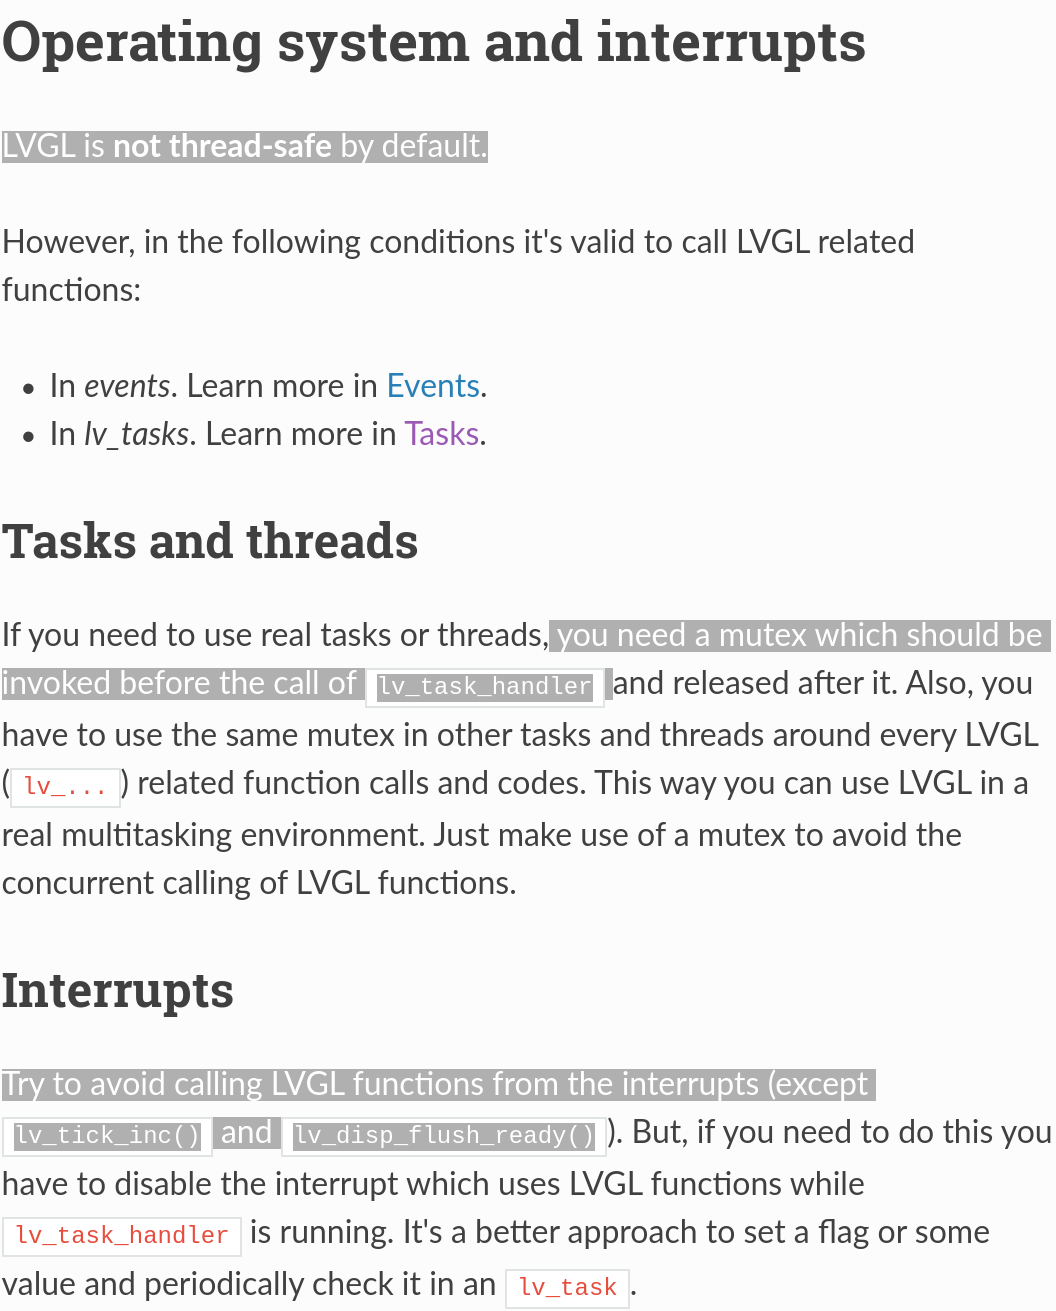 Operating system and interrupts
LVGL is not thread-safe by default.
However, in the following conditions it's valid to call LVGL related
functions:
• In events. Learn more in Events.
• In lv_tasks. Learn more in Tasks.
Tasks and threads
If you need to use real tasks or threads, you need a mutex which should be
invoked before the call of lv_task_handler and released after it. Also, you
have to use the same mutex in other tasks and threads around every LVGL
(lv_...) related function calls and codes. This way you can use LVGL in a
real multitasking environment. Just make use of a mutex to avoid the
concurrent calling of LVGL functions.
Interrupts
Try to avoid calling LVGL functions from the interrupts (except
lv_tick_inc() and lv_disp_flush_ready()). But, if you need to do this you
have to disable the interrupt which uses LVGL functions while
lv_task_handler is running. It's a better approach to set a flag or some
value and periodically check it in an lv_task.